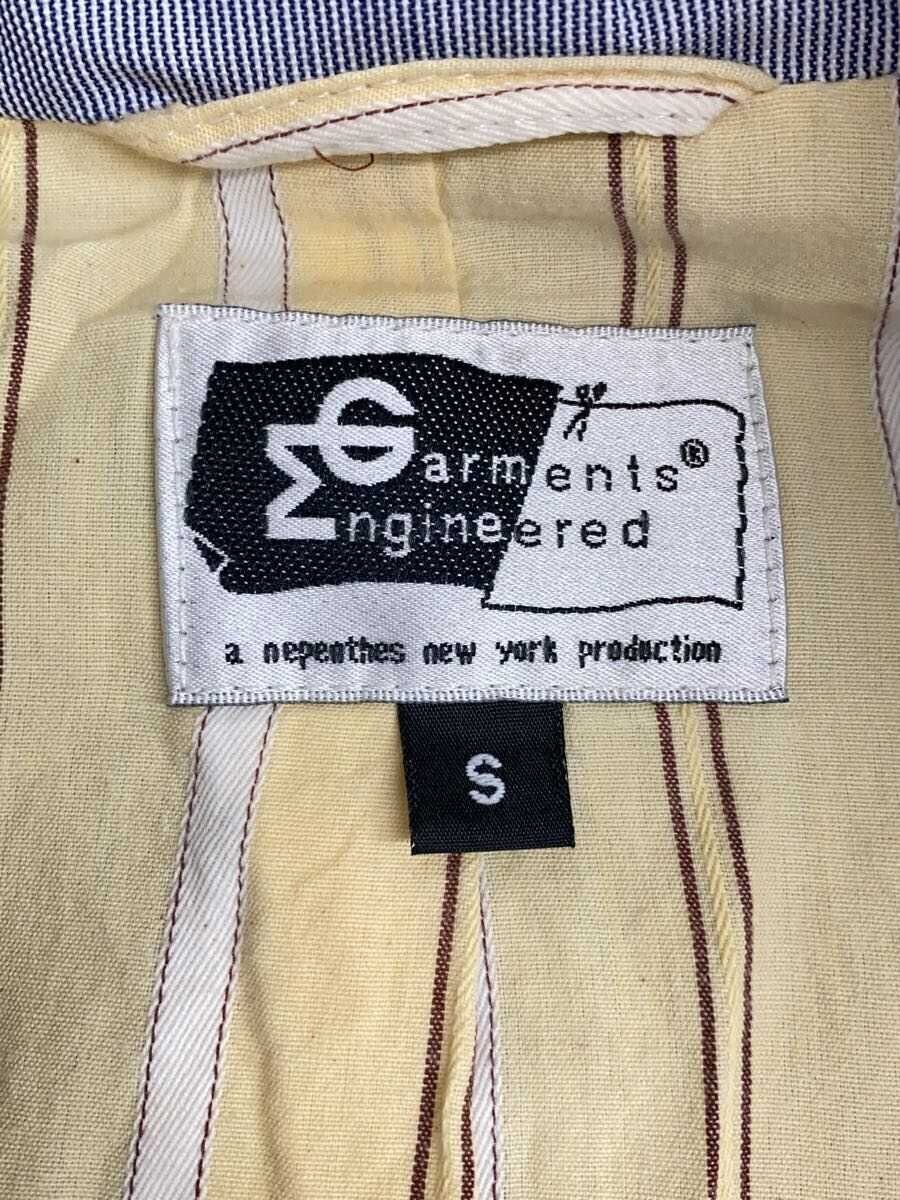 Garments®
Engineered
a nepenthes new york production
S